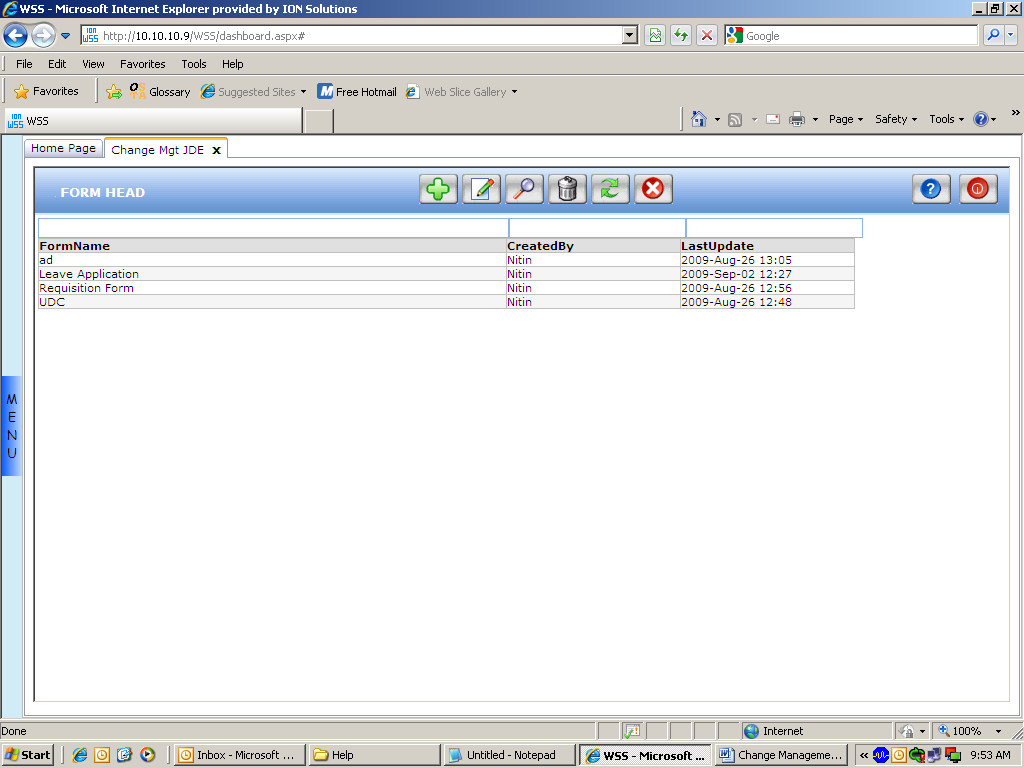 WSS - Microsoft Internet Explorer provided by ION Solutions
ION WSS http://10.10.10.9/WSS/dashboard.aspx# Google
File Edit View Favorites Tools Help
Favorites Glossary Suggested Sites Free Hotmail Web Slice Gallery
ION WSS WSS Page Safety Tools »
Home Page Change Mgt JDE x
FORM HEAD
FormName CreatedBy LastUpdate
ad Nitin 2009-Aug-26 13:05
Leave Application Nitin 2009-Sep-02 12:27
Requisition Form Nitin 2009-Aug-26 12:56
UDC Nitin 2009-Aug-26 12:48
M
E
N
U
Done Internet 100%
Start Inbox - Microsoft ... Help Untitled - Notepad WSS - Microsoft ... Change Manageme... « 9:53 AM